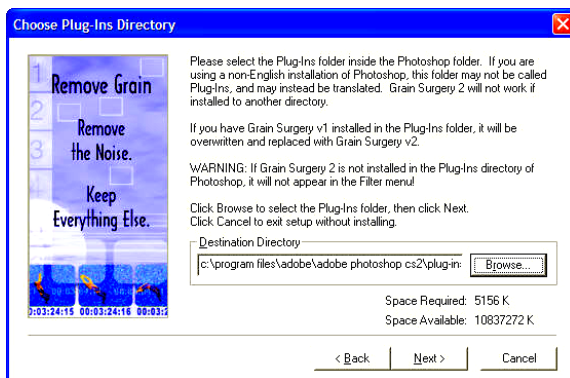 Choose Plug-Ins Directory
1
2
3
4
Remove Grain
Remove
the Noise.
Keep
Everything Else.
0:03:24:15 00:03:24:16 00:03:2
Please select the Plug-Ins folder inside the Photoshop folder. If you are
using a non-English installation of Photoshop, this folder may not be called
Plug-Ins, and may instead be translated. Grain Surgery 2 will not work if
installed to another directory.
If you have Grain Surgery v1 installed in the Plug-Ins folder, it will be
overwritten and replaced with Grain Surgery v2.
WARNING: If Grain Surgery 2 is not installed in the Plug-Ins directory of
Photoshop, it will not appear in the Filter menu!
Click Browse to select the Plug-Ins folder, then click Next.
Click Cancel to exit setup without installing.
Destination Directory
c:\program files\adobe\adobe photoshop cs2\plug-in:
Browse...
Space Required: 5156 K
Space Available: 10837272 K
< Back
Next >
Cancel